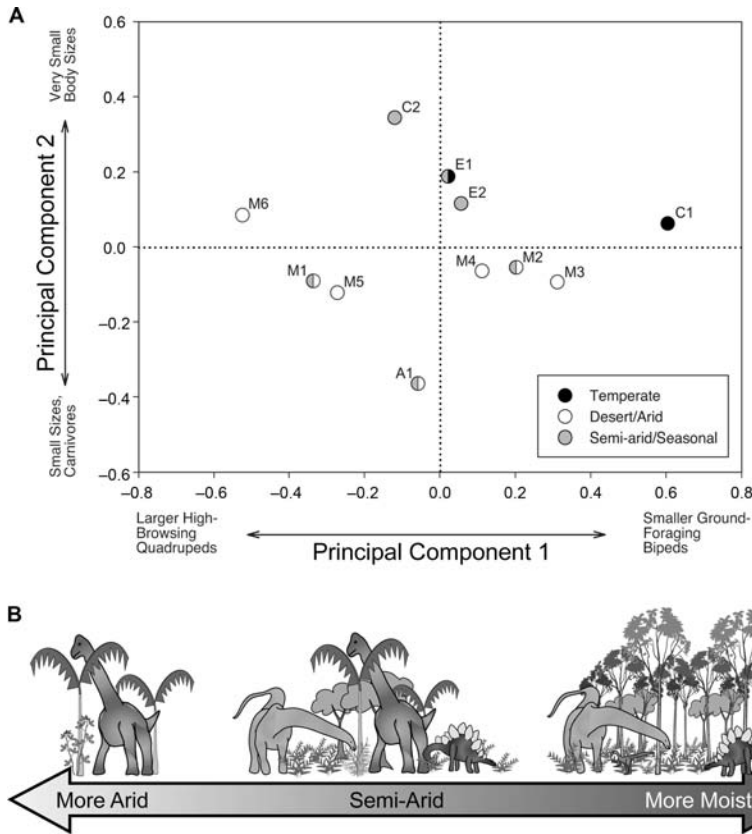 A
0.6
0.4
0.2
0.0
−0.2
−0.4
−0.6
−0.8
−0.6
−0.4
−0.2
0.0
0.2
0.4
0.6
0.8
Very Small
Body Sizes
Principal Component 2
Small Sizes,
Carnivores
C2
E1
E2
C1
M6
M1
M5
M4
M2
M3
A1
Temperate
Desert/Arid
Semi-arid/Seasonal
Larger High-
Browsing
Quadrupeds
Principal Component 1
Smaller Ground-
Foraging
Bipeds
B
More Arid
Semi-Arid
More Moist